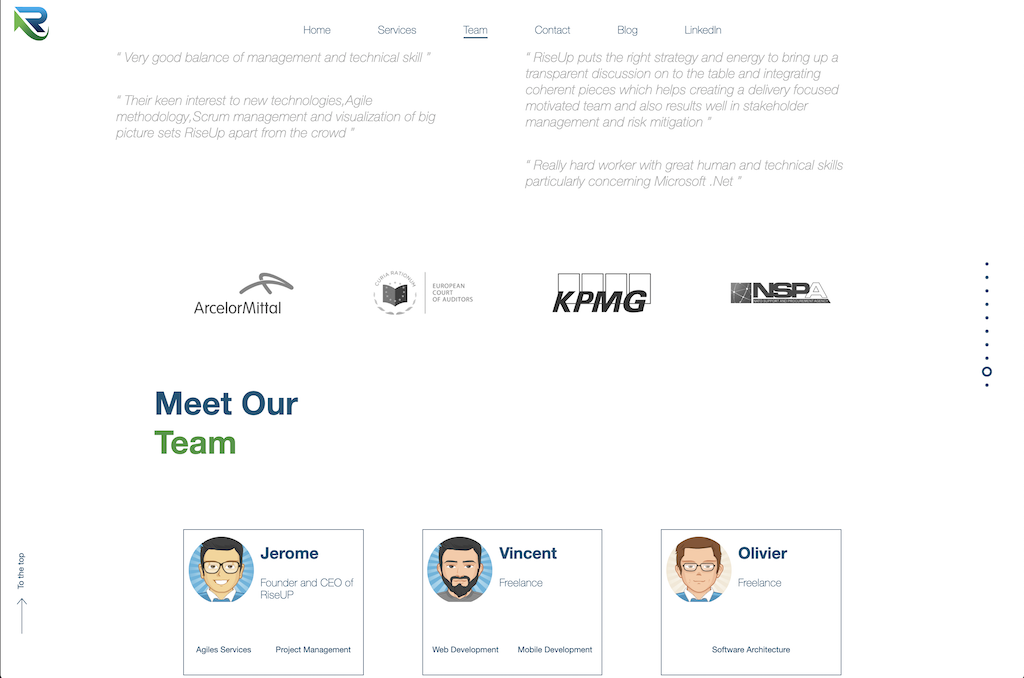 Home Services Team Contact Blog LinkedIn
“ Very good balance of management and technical skill “
“ Their keen interest to new technologies,Agile
methodology,Scrum management and visualization of big
picture sets RiseUp apart from the crowd “
“ RiseUp puts the right strategy and energy to bring up a
transparent discussion on to the table and integrating
coherent pieces which helps creating a delivery focused
motivated team and also results well in stakeholder
management and risk mitigation “
“ Really hard worker with great human and technical skills
particularly concerning Microsoft .Net “
ArcelorMittal
CURIA RATIONUM
EUROPEAN
COURT
OF AUDITORS
KPMG
NSPA
Meet Our
Team
To the top
Jerome
Founder and CEO of
RiseUP
Agiles Services Project Management
Vincent
Freelance
Web Development Mobile Development
Olivier
Freelance
Software Architecture